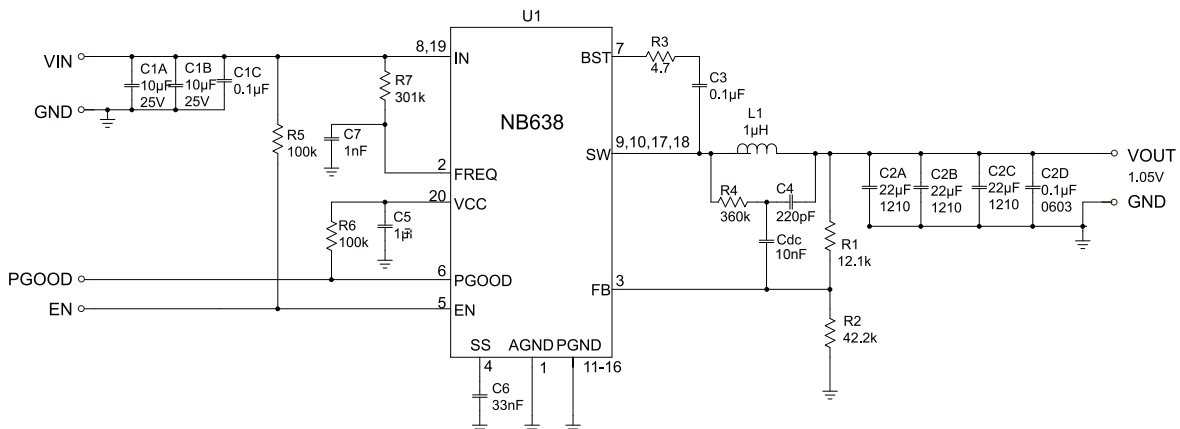 U1
NB638
VIN
GND
C1A
10µF
25V
C1B
10µF
25V
C1C
0.1µF
8,19
IN
R7
301k
R5
100k
C7
1nF
2
FREQ
20
VCC
R6
100k
C5
PGOOD
6
PGOOD
EN
5
EN
SS
4
AGND
1
PGND
11-16
C6
33nF
BST
7
R3
4.7
C3
0.1µF
9,10,17,18
SW
L1
1µH
R4
360k
C4
220pF
Cdc
10nF
FB
3
R1
12.1k
R2
42.2k
C2A
22µF
1210
C2B
22µF
1210
C2C
22µF
1210
C2D
0.1µF
0603
VOUT
1.05V
GND